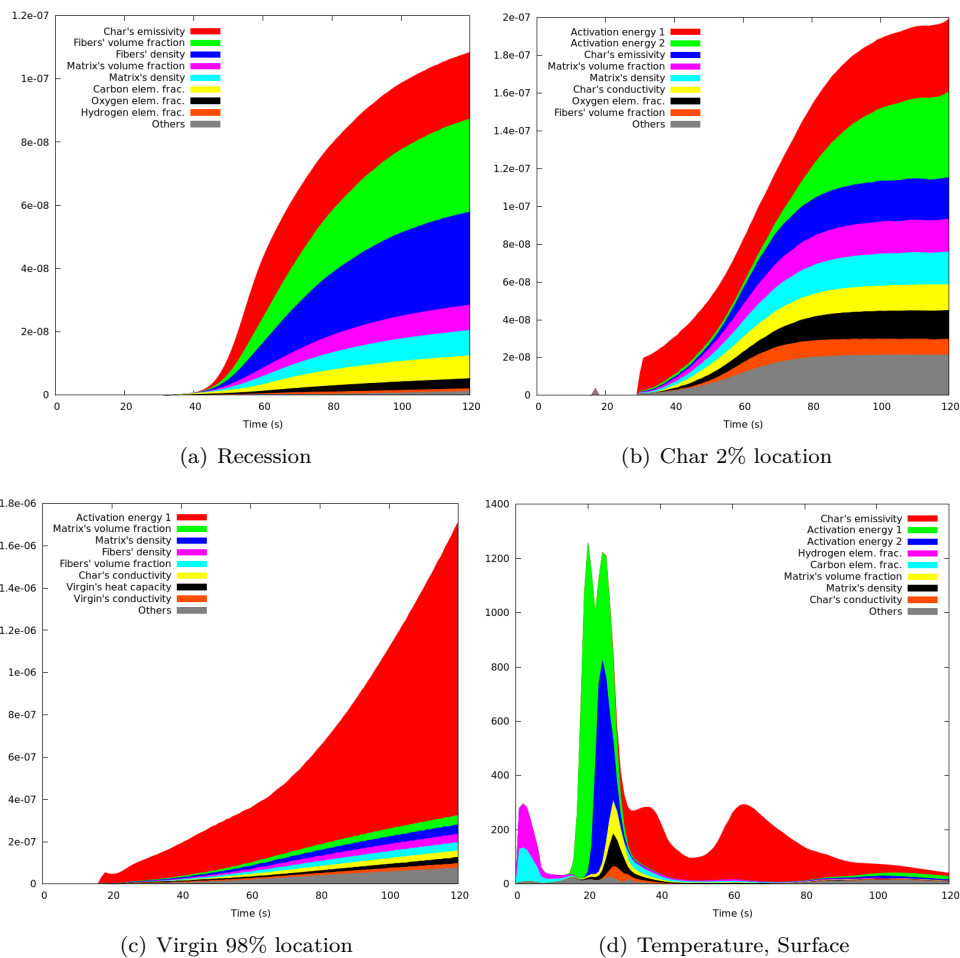 1.2e-07
1e-07
8e-08
6e-08
4e-08
2e-08
0
Char's emissivity
Fibers' volume fraction
Fibers' density
Matrix's volume fraction
Matrix's density
Carbon elem. frac.
Oxygen elem. frac.
Hydrogen elem. frac.
Others
0 20 40 60 80 100 120
Time (s)
(a) Recession
2e-07
1.8e-07
1.6e-07
1.4e-07
1.2e-07
1e-07
8e-08
6e-08
4e-08
2e-08
0
Activation energy 1
Activation energy 2
Char's emissivity
Matrix's volume fraction
Matrix's density
Char's conductivity
Oxygen elem. frac.
Fibers' volume fraction
Others
0 20 40 60 80 100 120
Time (s)
(b) Char 2% location
1.8e-06
1.6e-06
1.4e-06
1.2e-06
1e-06
8e-07
6e-07
4e-07
2e-07
0
Activation energy 1
Matrix's volume fraction
Matrix's density
Fibers' density
Fibers' volume fraction
Char's conductivity
Virgin's heat capacity
Virgin's conductivity
Others
0 20 40 60 80 100 120
Time (s)
(c) Virgin 98% location
1400
1200
1000
800
600
400
200
0
Char's emissivity
Activation energy 1
Activation energy 2
Hydrogen elem. frac.
Carbon elem. frac.
Matrix's volume fraction
Matrix's density
Char's conductivity
Others
0 20 40 60 80 100 120
Time (s)
(d) Temperature, Surface